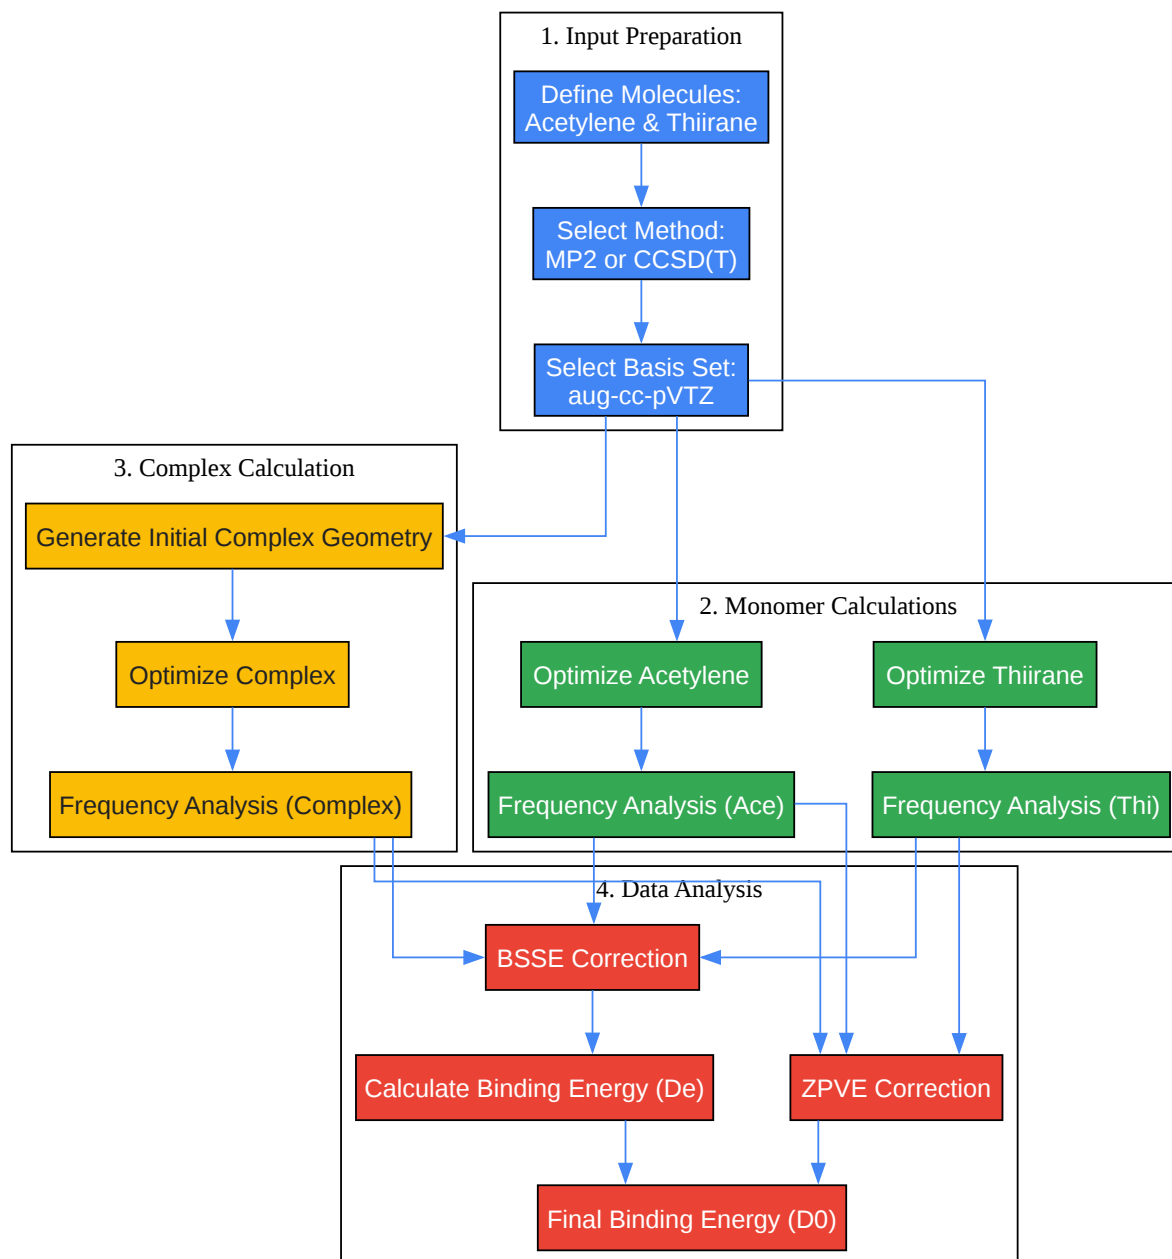 1. Input Preparation
Define Molecules:
Acetylene & Thiirane
Select Method:
MP2 or CCSD(T)
Select Basis Set:
aug-cc-pVTZ
3. Complex Calculation
Generate Initial Complex Geometry
Optimize Complex
Frequency Analysis (Complex)
2. Monomer Calculations
Optimize Acetylene
Optimize Thiirane
Frequency Analysis (Ace)
Frequency Analysis (Thi)
4. Data Analysis
BSSE Correction
Calculate Binding Energy (De)
ZPVE Correction
Final Binding Energy (D0)